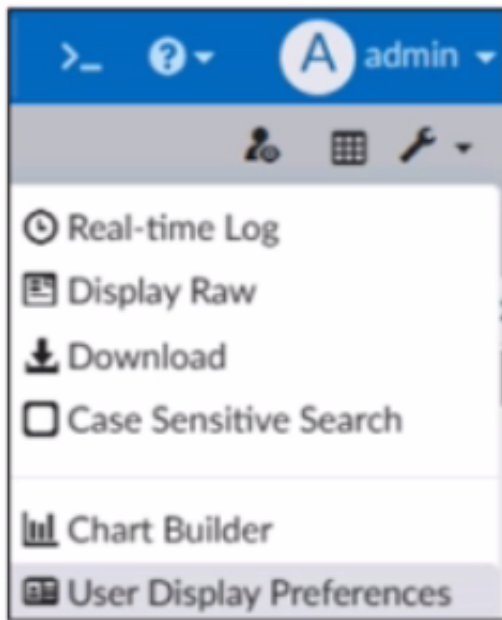 >_ ? A admin
Real-time Log
Display Raw
Download
Case Sensitive Search
Chart Builder
User Display Preferences